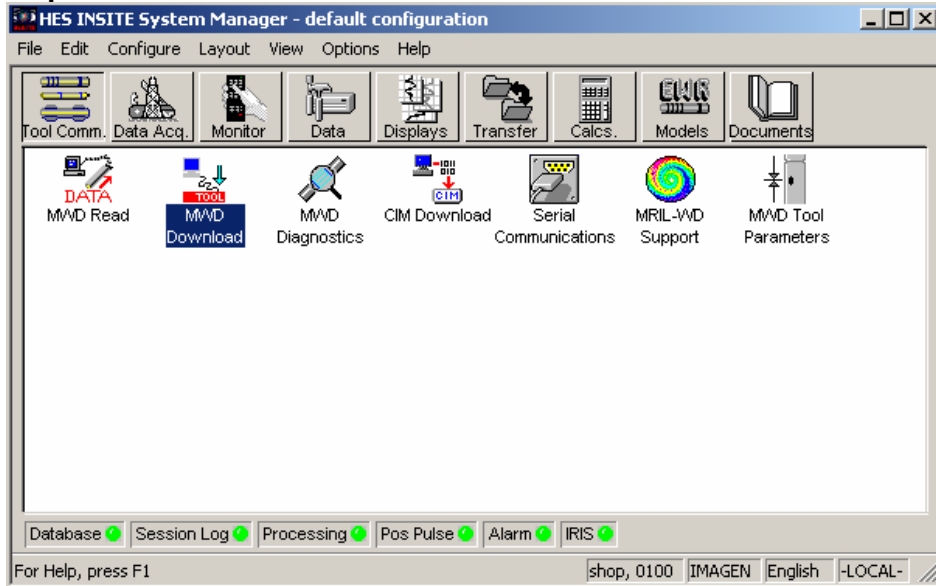 HES INSITE System Manager - default configuration
File Edit Configure Layout View Options Help
Tool Comm. Data Acq. Monitor Data Displays Transfer Calcs. Models Documents
DATA TOOL CIM
MWD Read MWD Download MWD Diagnostics CIM Download Serial Communications MRIL-WD Support MWD Tool Parameters
Database Session Log Processing Pos Pulse Alarm IRIS
For Help, press F1 shop, 0100 IMAGEN English -LOCAL-